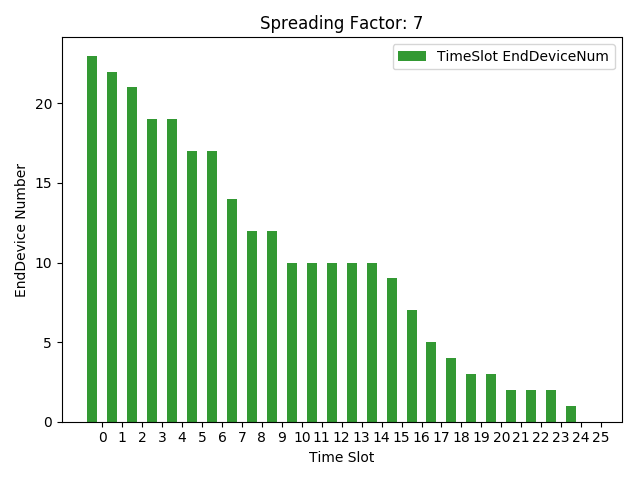 Spreading Factor: 7
TimeSlot EndDeviceNum
EndDevice Number
20
15
10
5
0
0 1 2 3 4 5 6 7 8 9 10 11 12 13 14 15 16 17 18 19 20 21 22 23 24 25
Time Slot